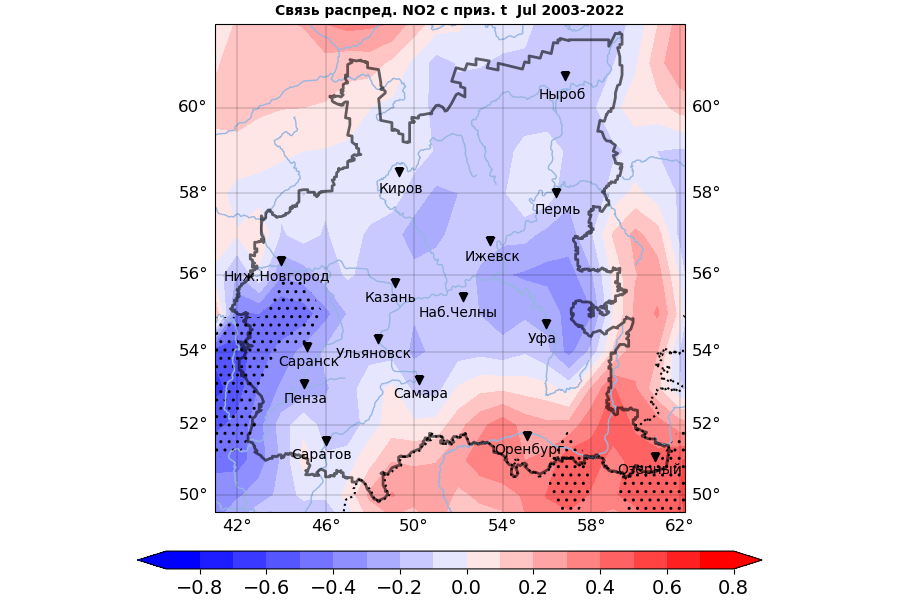 Связь распред. NO2 с приз. t Jul 2003-2022
60° 60°
58° 58°
56° 56°
54° 54°
52° 52°
50° 50°
Ныроб
Киров
Пермь
Ижевск
Ниж.Новгород
Казань
Наб.Челны
Уфа
Саранск
Ульяновск
Пенза
Самара
Саратов
Оренбург
Озерный
42° 46° 50° 54° 58° 62°
−0.8 −0.6 −0.4 −0.2 0.0 0.2 0.4 0.6 0.8